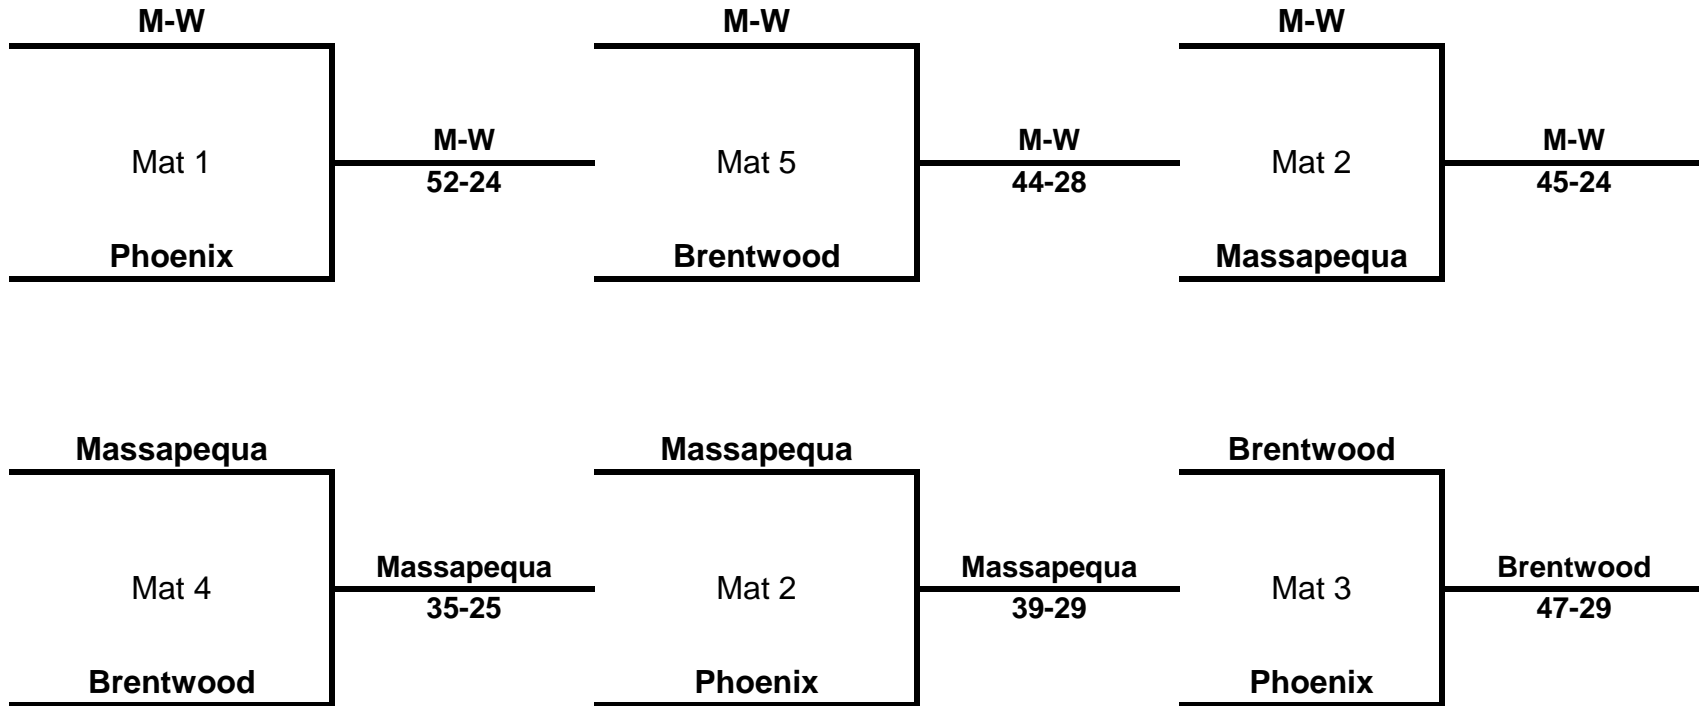 M-W
M-W
M-W
Mat 1
M-W
52-24
Mat 5
M-W
44-28
Mat 2
M-W
45-24
Phoenix
Brentwood
Massapequa
Massapequa
Massapequa
Brentwood
Mat 4
Massapequa
35-25
Mat 2
Massapequa
39-29
Mat 3
Brentwood
47-29
Brentwood
Phoenix
Phoenix